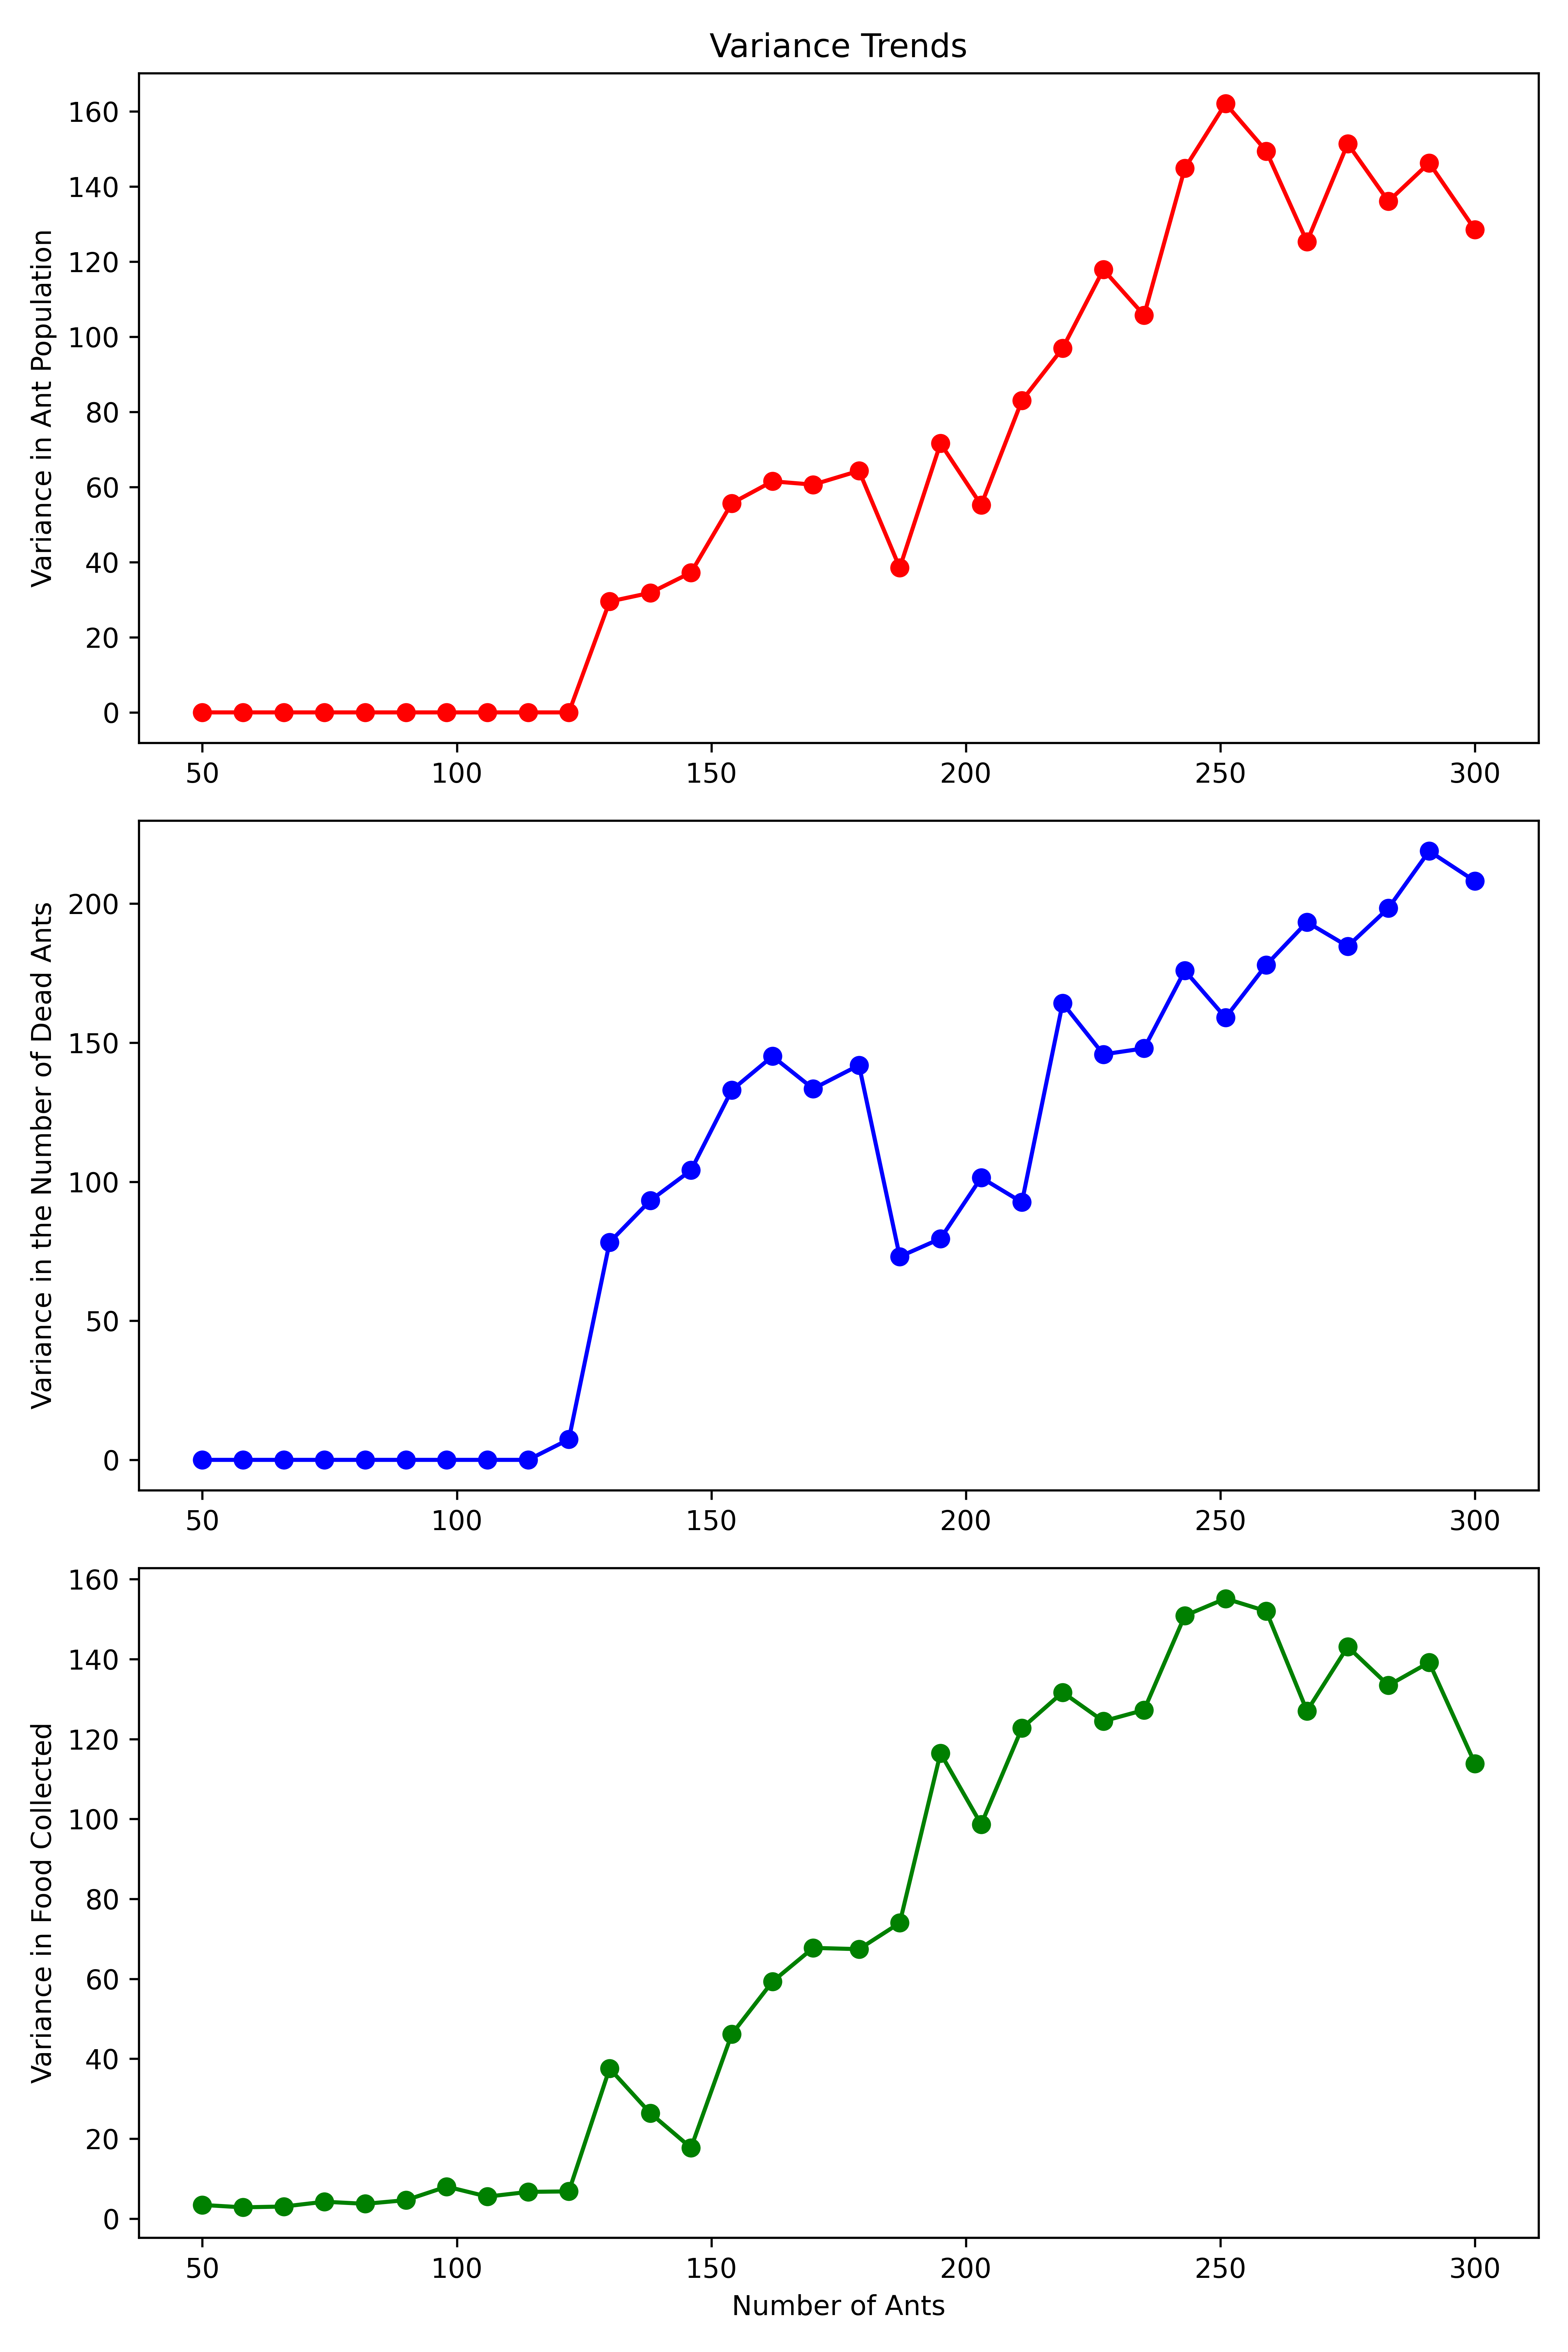 Variance Trends
160
140
120
100
80
60
40
20
0
Variance in Ant Population
50 100 150 200 250 300
200
150
100
50
0
Variance in the Number of Dead Ants
50 100 150 200 250 300
160
140
120
100
80
60
40
20
0
Variance in Food Collected
50 100 150 200 250 300
Number of Ants